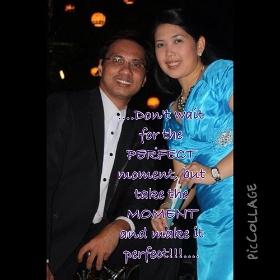 ....Don't wait
for the
PERFECT
moment, but
take the
MOMENT
and make it
perfect!!!....
PicCOLLAGE